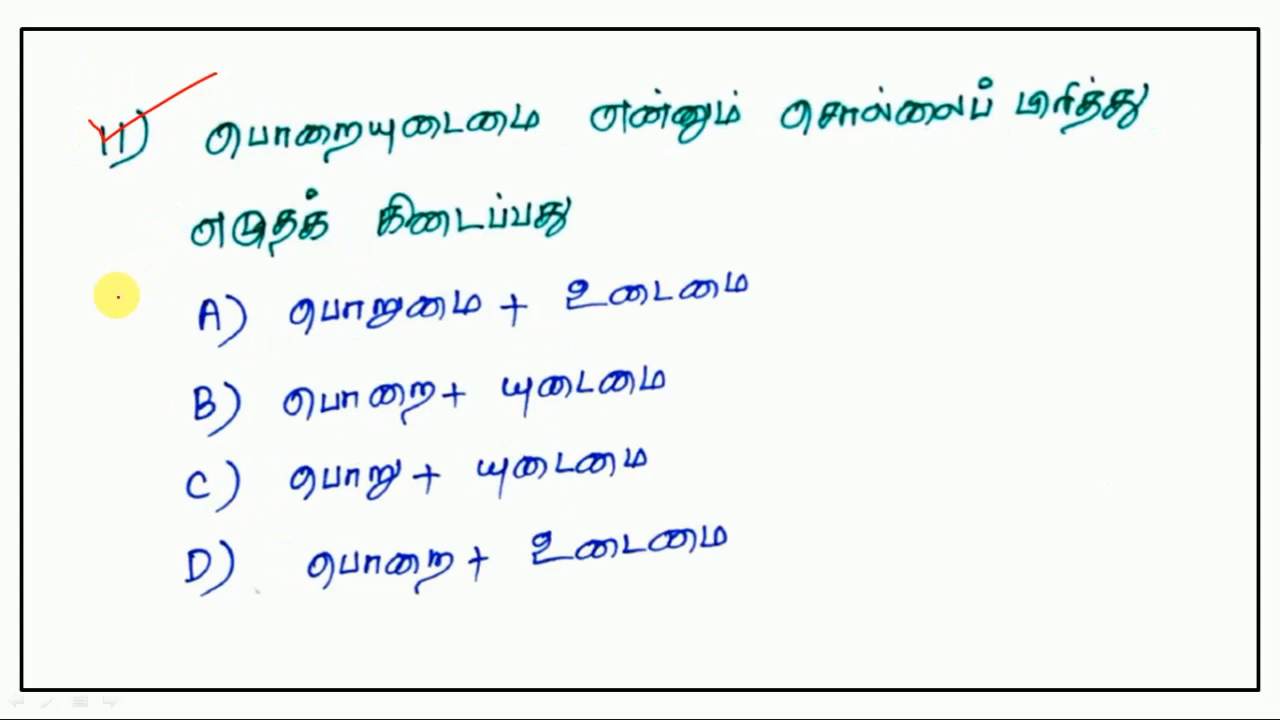 11) பொறையுடைமை என்னும் சொல்லைப் பிரித்து
எழுதக் கிடைப்பது
A) பொறுமை + உடைமை
B) பொறை + யுடைமை
C) பொறு + யுடைமை
D) பொறை + உடைமை